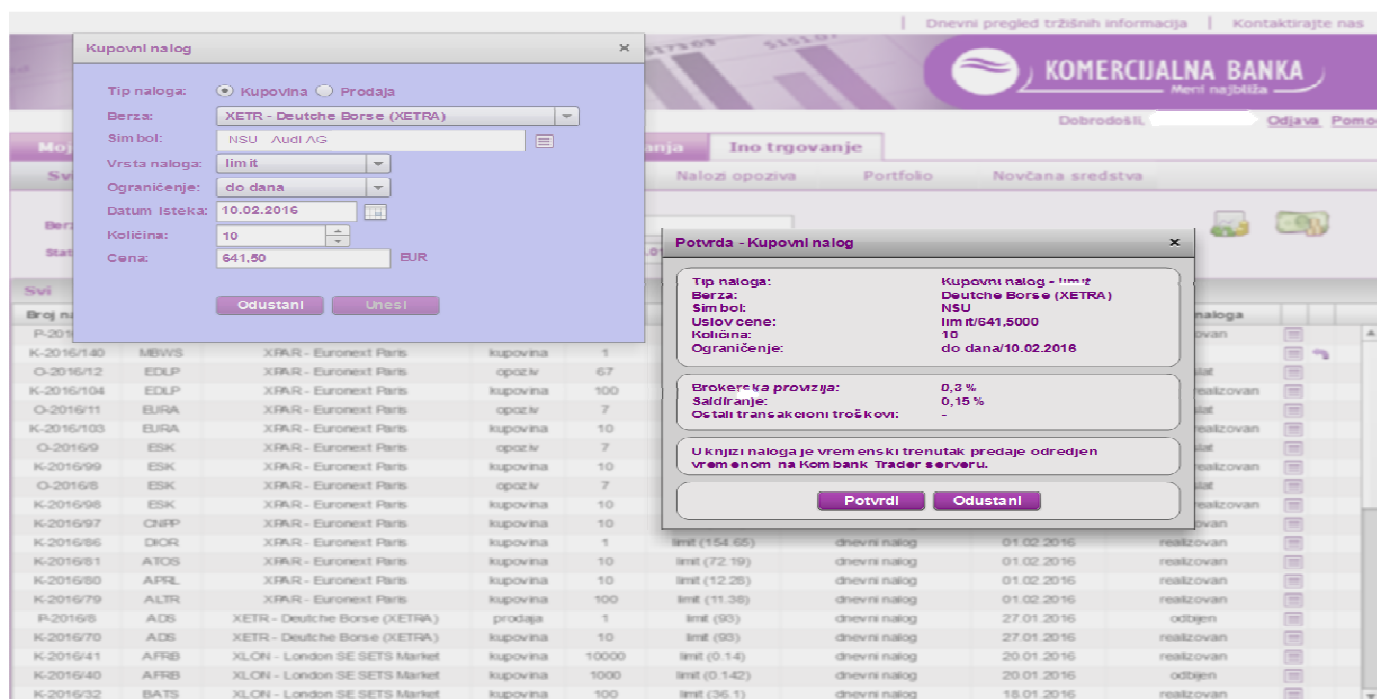 Dnevni pregled tržišnih informacija | Kontaktirajte nas
KOMERCIJALNA BANKA
Meni najbliža
Dobrodošli, Odjava Pomoć
Ino trgovanje
Nalozi opoziva Portfolio Novčana sredstva
Kupovni nalog ×
Tip naloga: Kupovina Prodaja
Berza: XETR - Deutche Borse (XETRA)
Simbol: NSU Audi AG
Vrsta naloga: limit
Ograničenje: do dana
Datum isteka: 10.02.2016
Količina: 10
Cena: 641,50 EUR
Odustani Unesi
Potvrda - Kupovni nalog ×
Tip naloga: Kupovni nalog - limit
Berza: Deutche Borse (XETRA)
Simbol: NSU
Uslov cene: limit/641,5000
Količina: 10
Ograničenje: do dana/10.02.2016
Brokerska provizija: 0,3 %
Saldiranje: 0,15 %
Ostali transakcioni troškovi: -
U knjizi naloga je vremenski trenutak predaje odredjen
vremenom na Kombank Trader serveru.
Potvrdi Odustani
Svi
K-2016/140 MBWS XPAR - Euronext Paris kupovina 1
O-2016/12 EDLP XPAR - Euronext Paris opoziv 67
K-2016/104 EDLP XPAR - Euronext Paris kupovina 100
O-2016/11 EURA XPAR - Euronext Paris opoziv 7
K-2016/103 EURA XPAR - Euronext Paris kupovina 10
O-2016/9 ESK XPAR - Euronext Paris opoziv 7
K-2016/99 ESK XPAR - Euronext Paris kupovina 10
O-2016/8 ESK XPAR - Euronext Paris opoziv 7
K-2016/98 ESK XPAR - Euronext Paris kupovina 10
K-2016/97 CNPP XPAR - Euronext Paris kupovina 10
K-2016/86 DIOR XPAR - Euronext Paris kupovina 1 limit (154.65) dnevni nalog 01.02.2016 realizovan
K-2016/81 ATOS XPAR - Euronext Paris kupovina 10 limit (72.19) dnevni nalog 01.02.2016 realizovan
K-2016/80 APRL XPAR - Euronext Paris kupovina 10 limit (12.28) dnevni nalog 01.02.2016 realizovan
K-2016/79 ALTR XPAR - Euronext Paris kupovina 100 limit (11.38) dnevni nalog 01.02.2016 realizovan
P-2016/8 ADS XETR - Deutche Borse (XETRA) prodaja 1 limit (93) dnevni nalog 27.01.2016 odbijen
K-2016/70 ADS XETR - Deutche Borse (XETRA) kupovina 10 limit (93) dnevni nalog 27.01.2016 realizovan
K-2016/41 AFRB XLON - London SE SETS Market kupovina 10000 limit (0.14) dnevni nalog 20.01.2016 realizovan
K-2016/40 AFRB XLON - London SE SETS Market kupovina 1000 limit (0.142) dnevni nalog 20.01.2016 odbijen
K-2016/32 BATS XLON - London SE SETS Market kupovina 100 limit (36.1) dnevni nalog 18.01.2016 realizovan